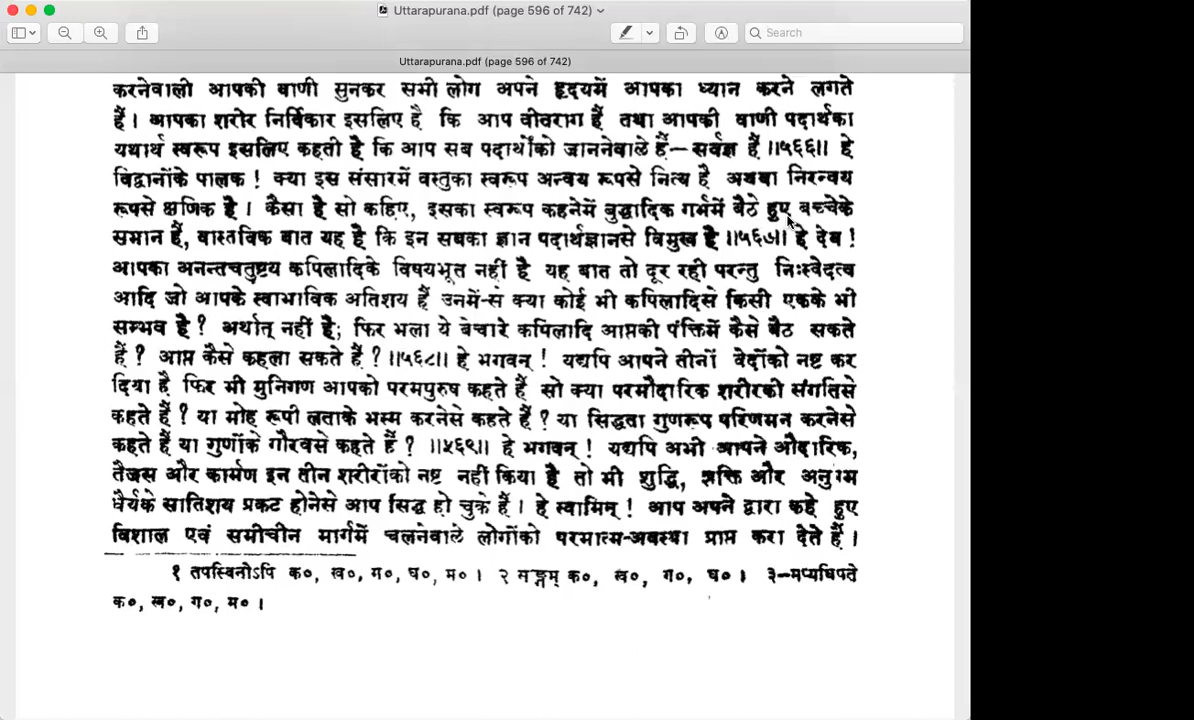 Uttarapurana.pdf (page 596 of 742)
Search
Uttarapurana.pdf (page 596 of 742)
करनेवाली आपकी वाणी सुनकर सभी लोग अपने हृदयमें आपका ध्यान करने लगते
हैं। आपका शरीर निर्विकार इसलिए है कि आप वीतराग हैं तथा आपकी वाणी पदार्थका
यथार्थ स्वरूप इसलिए कहती है कि आप सब पदार्थोंको जाननेवाले हैं—सर्वज्ञ हैं ॥५६६॥ हे
विद्वानोंके पालक ! क्या इस संसारमें वस्तुका स्वरूप अन्वय रूपसे नित्य है अथवा निरन्वय
रूपसे क्षणिक है। कैसा है सो कहिए, इसका स्वरूप कहनेमें बुद्धादिक गर्भमें बैठे हुए बच्चेके
समान हैं, वास्तविक बात यह है कि इन सबका ज्ञान पदार्थज्ञानसे विमुख है ॥५६७॥ हे देव !
आपका अनन्तचतुष्टय कपिलादिके विषयभूत नहीं है यह बात तो दूर रही परन्तु निःस्वेदत्व
आदि जो आपके स्वाभाविक अतिशय हैं उनमें-से क्या कोई भी कपिलादिसे किसी एकके भी
सम्भव है ? अर्थात् नहीं है; फिर भला ये बेचारे कपिलादि आप्तकी पंक्तिमें कैसे बैठ सकते
हैं ? आप्त कैसे कहला सकते हैं ? ॥५६८॥ हे भगवन् ! यद्यपि आपने तीनों वेदोंको नष्ट कर
दिया है फिर भी मुनिगण आपको परमपुरुष कहते हैं सो क्या परमौदारिक शरीरकी संगतिसे
कहते हैं ? या मोह रूपी लताके भस्म करनेसे कहते हैं ? या सिद्धता गुणरूप परिणमन करनेसे
कहते हैं या गुणोंके गौरवसे कहते हैं ? ॥५६९॥ हे भगवन् ! यद्यपि अभी आपने औदारिक,
तैजस और कार्मण इन तीन शरीरोंको नष्ट नहीं किया है तो भी शुद्धि, शक्ति और अनुपम
धैर्यके सातिशय प्रकट होनेसे आप सिद्ध हो चुके हैं। हे स्वामिन् ! आप अपने द्वारा कहे हुए
विशाल एवं समीचीन मार्गमें चलनेवाले लोगोंको परमात्म-अवस्था प्राप्त करा देते हैं।
१ तपस्विनोऽपि क०, ख०, ग०, घ०, म० । २ क०, ख०, ग०, घ० । ३-मप्यधिपते
क०, ख०, ग०, म० ।